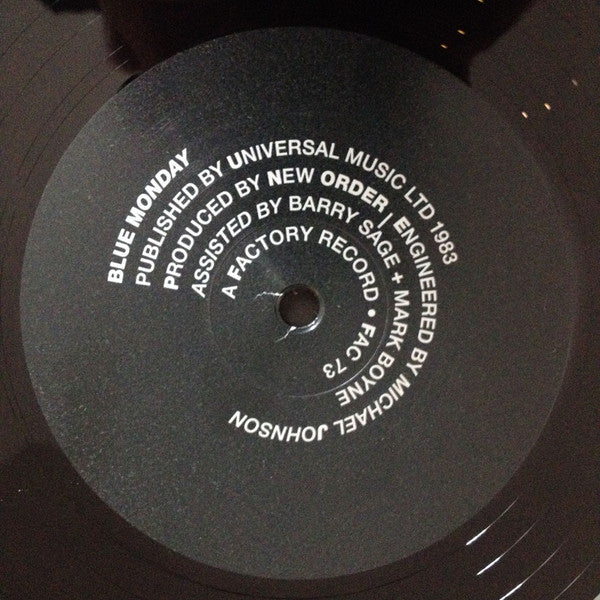 BLUE MONDAY
PUBLISHED BY UNIVERSAL MUSIC LTD 1983
PRODUCED BY NEW ORDER | ENGINEERED BY MICHAEL JOHNSON
ASSISTED BY BARRY SAGE + MARK BOYNE
A FACTORY RECORD • FAC 73